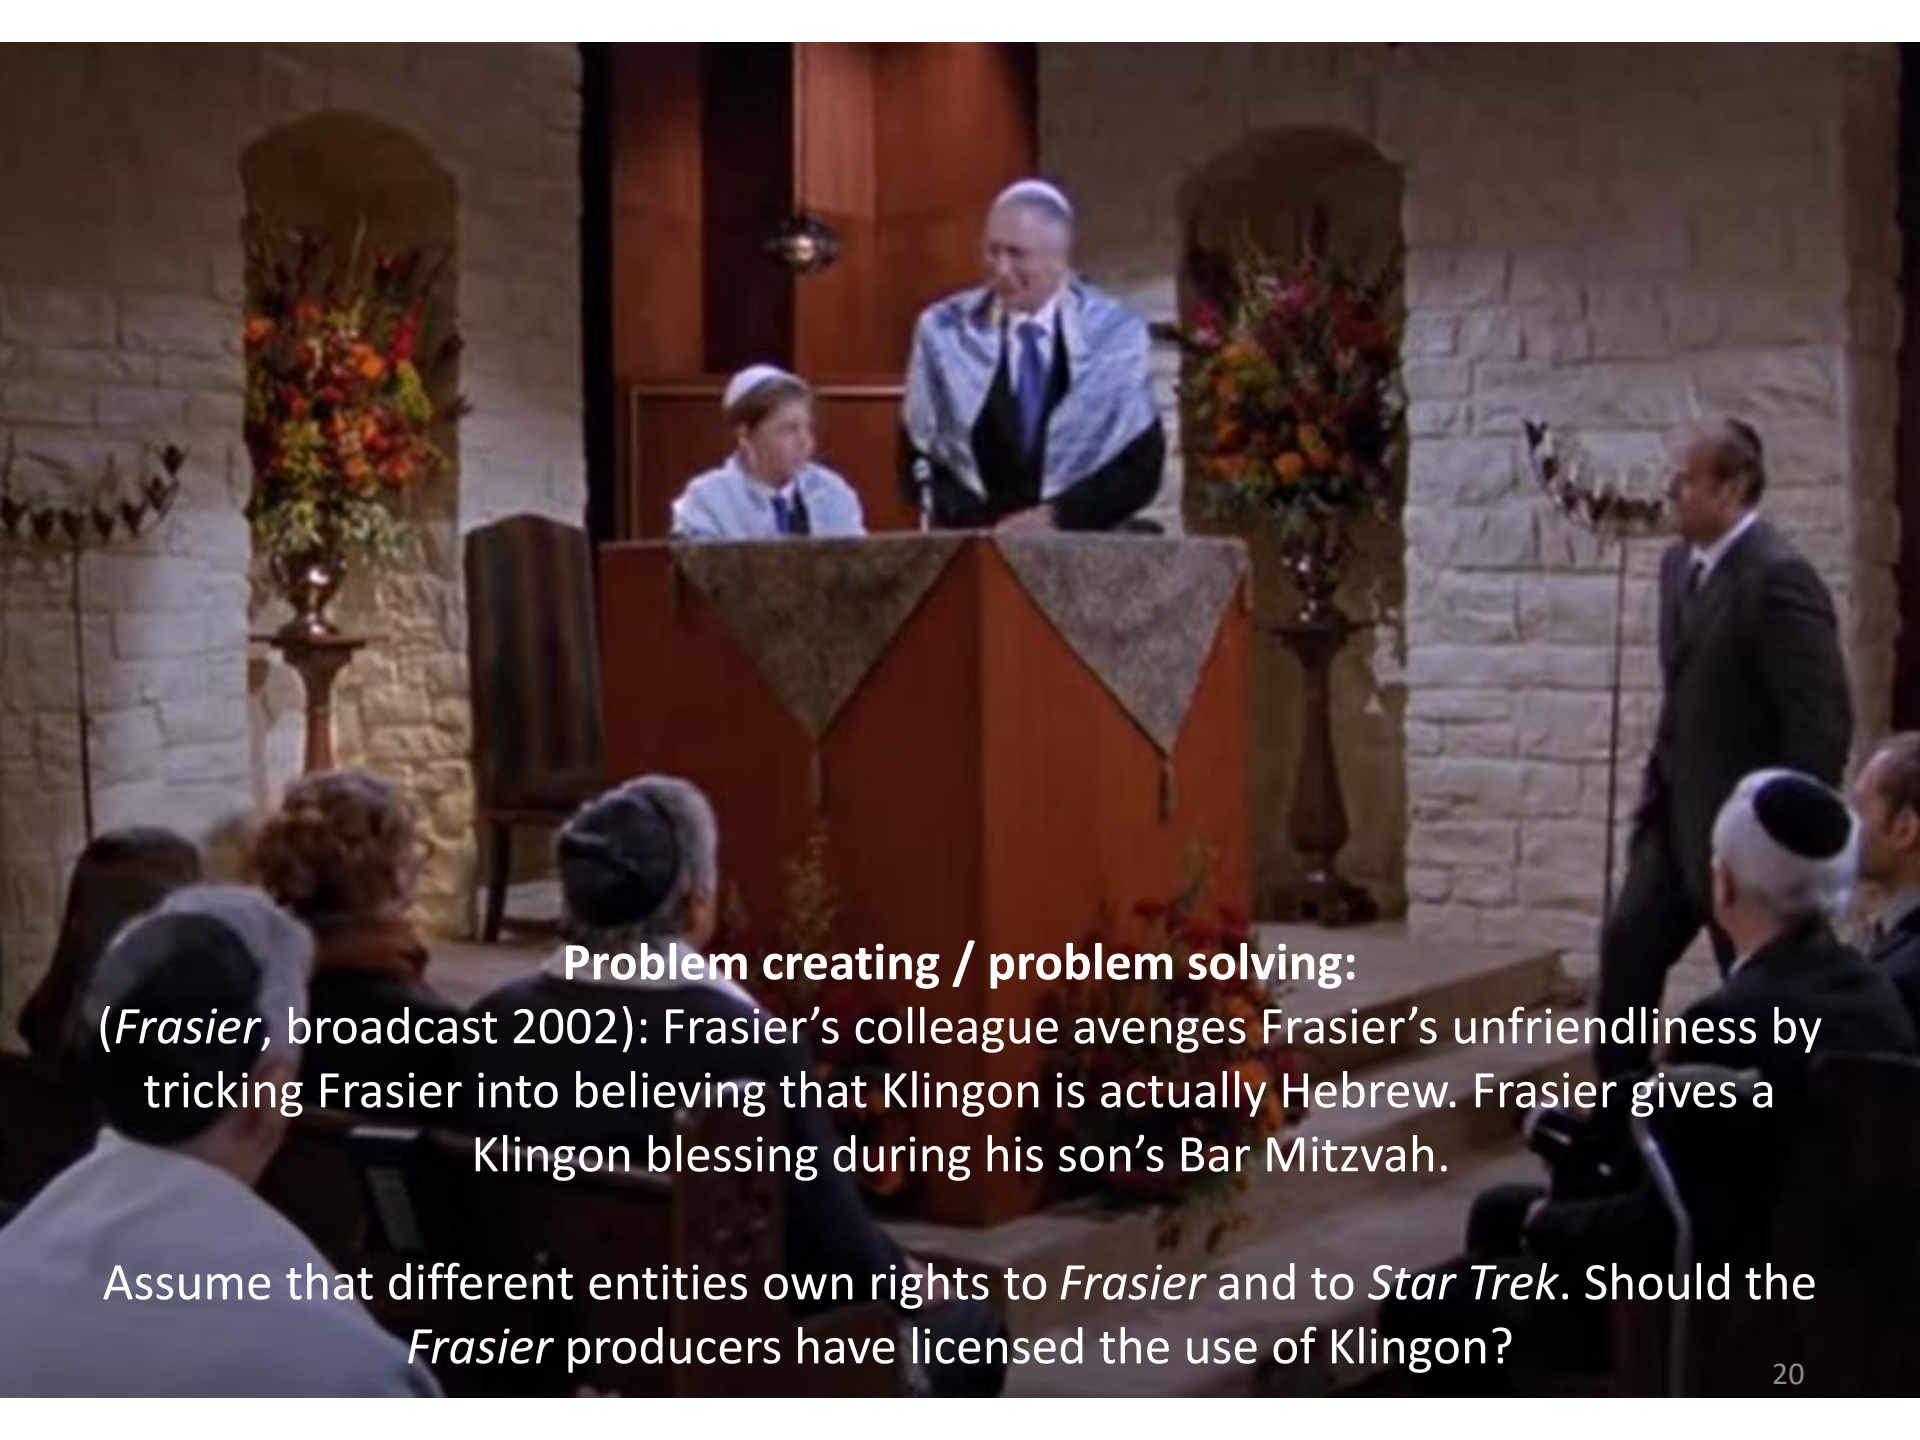 Problem creating / problem solving:
(Frasier, broadcast 2002): Frasier’s colleague avenges Frasier’s unfriendliness by
tricking Frasier into believing that Klingon is actually Hebrew. Frasier gives a
Klingon blessing during his son’s Bar Mitzvah.
Assume that different entities own rights to Frasier and to Star Trek. Should the
Frasier producers have licensed the use of Klingon?
20